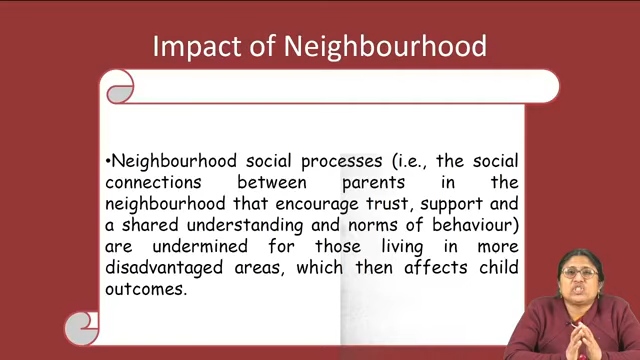 Impact of Neighbourhood
•Neighbourhood social processes (i.e., the social
connections between parents in the
neighbourhood that encourage trust, support and
a shared understanding and norms of behaviour)
are undermined for those living in more
disadvantaged areas, which then affects child
outcomes.